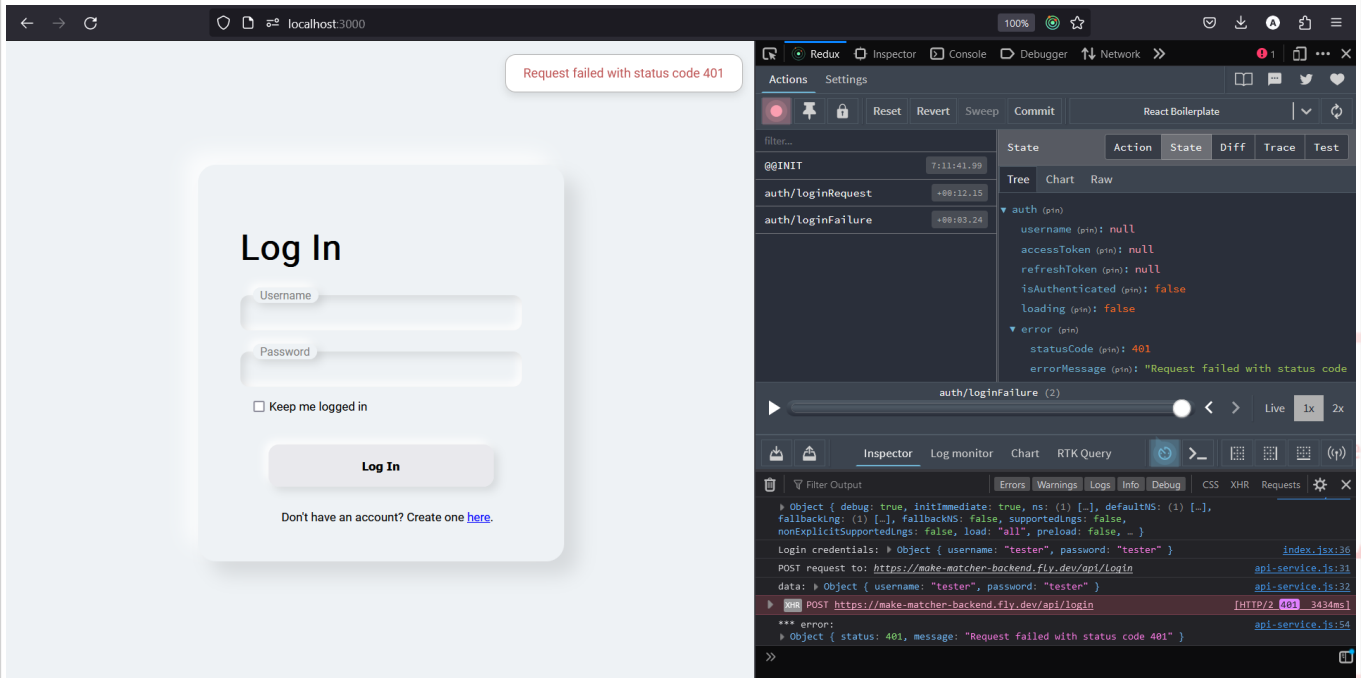 localhost:3000
100%
Request failed with status code 401
Log In
Username
Password
Keep me logged in
Log In
Don't have an account? Create one here.
Redux Inspector Console Debugger Network 1
Actions Settings
Reset Revert Sweep Commit React Boilerplate
filter...
@@INIT 7:11:41.99
auth/loginRequest +00:12.15
auth/loginFailure +00:03.24
State Action State Diff Trace Test
Tree Chart Raw
auth (pin)
username (pin): null
accessToken (pin): null
refreshToken (pin): null
isAuthenticated (pin): false
loading (pin): false
error (pin)
statusCode (pin): 401
errorMessage (pin): "Request failed with status code
auth/loginFailure (2)
Live 1x 2x
Inspector Log monitor Chart RTK Query
Filter Output Errors Warnings Logs Info Debug CSS XHR Requests
Object { debug: true, initImmediate: true, ns: (1) […], defaultNS: (1) […],
fallbackLng: (1) […], fallbackNS: false, supportedLngs: false,
nonExplicitSupportedLngs: false, load: "all", preload: false, … }
Login credentials: Object { username: "tester", password: "tester" } index.jsx:36
POST request to: https://make-matcher-backend.fly.dev/api/login api-service.js:31
data: Object { username: "tester", password: "tester" } api-service.js:32
XHR POST https://make-matcher-backend.fly.dev/api/login [HTTP/2 401 3434ms]
*** error: api-service.js:54
Object { status: 401, message: "Request failed with status code 401" }